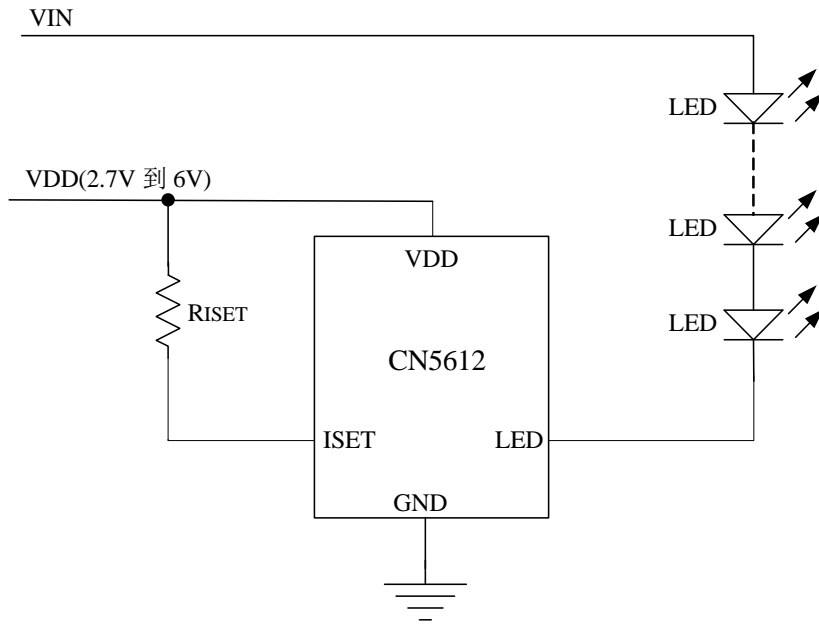 VIN
LED
VDD(2.7V 到 6V)
LED
VDD
RISET
LED
CN5612
ISET
LED
GND